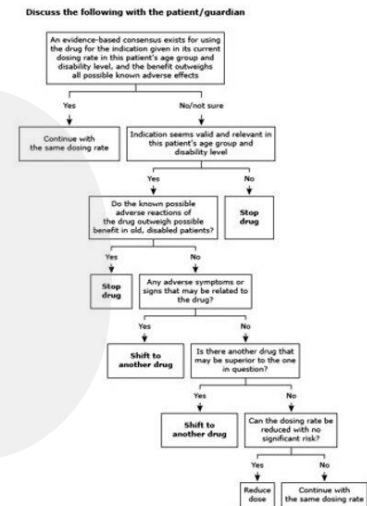 Discuss the following with the patient/guardian
An evidence-based consensus exists for using
the drug for the indication given in its current
dosing rate in this patient's age group and
disability level, and the benefit outweighs
all possible known adverse effects
Yes
No/not sure
Continue with
the same dosing rate
Indication seems valid and relevant in
this patient's age group and
disability level
Yes
No
Do the known possible
adverse reactions of
the drug outweigh possible
benefit in old, disabled patients?
Stop
drug
Yes
No
Stop
drug
Any adverse symptoms or
signs that may be related to
the drug?
Yes
No
Shift to
another drug
Is there another drug that
may be superior to the one
in question?
Yes
No
Shift to
another drug
Can the dosing rate be
reduced with no
significant risk?
Yes
No
Reduce
dose
Continue with
the same dosing rate